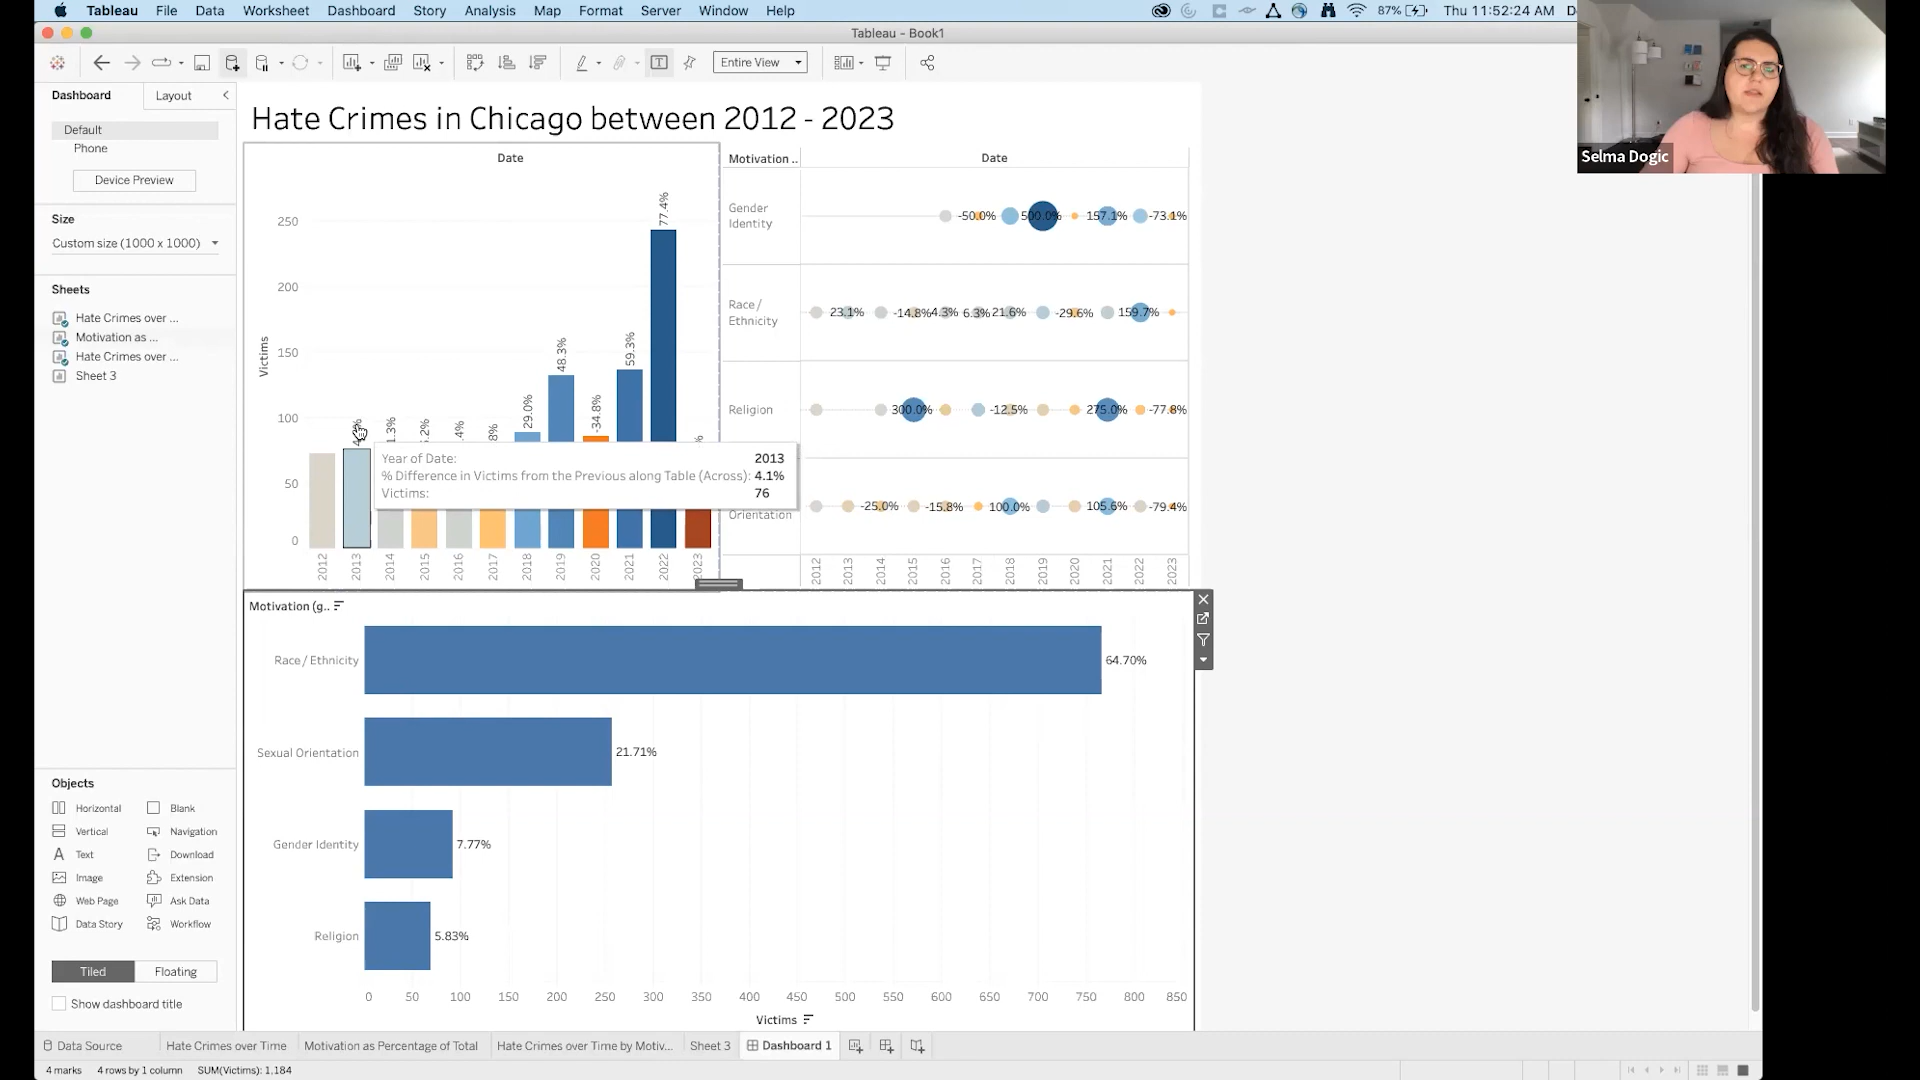 Tableau File Data Worksheet Dashboard Story Analysis Map Format Server Window Help 87% Thu 11:52:24 AM D
Tableau - Book1
Entire View
Dashboard Layout
Default
Phone
Device Preview
Size
Custom size (1000 x 1000)
Sheets
Hate Crimes over ...
Motivation as ...
Hate Crimes over ...
Sheet 3
Objects
Horizontal Blank
Vertical Navigation
Text Download
Image Extension
Web Page Ask Data
Data Story Workflow
Tiled Floating
Show dashboard title
Hate Crimes in Chicago between 2012 - 2023
Date
Victims
250
200
150
100
50
0
1.3%
.2%
.4%
8%
29.0%
48.3%
-34.8%
59.3%
77.4%
%
2012 2013 2014 2015 2016 2017 2018 2019 2020 2021 2022 2023
Year of Date: 2013
% Difference in Victims from the Previous along Table (Across): 4.1%
Victims: 76
Motivation .. Date
Gender
Identity
-50.0% 500.0% 157.1% -73.1%
Race /
Ethnicity
23.1% -14.8% 4.3% 6.3% 21.6% -29.6% 159.7%
Religion
300.0% -12.5% 275.0% -77.8%
Orientation
-25.0% -15.8% 100.0% 105.6% -79.4%
2012 2013 2014 2015 2016 2017 2018 2019 2020 2021 2022 2023
Motivation (g..
Race / Ethnicity 64.70%
Sexual Orientation 21.71%
Gender Identity 7.77%
Religion 5.83%
0 50 100 150 200 250 300 350 400 450 500 550 600 650 700 750 800 850
Victims
Data Source Hate Crimes over Time Motivation as Percentage of Total Hate Crimes over Time by Motiv... Sheet 3 Dashboard 1
4 marks 4 rows by 1 column SUM(Victims): 1,184
Selma Dogic